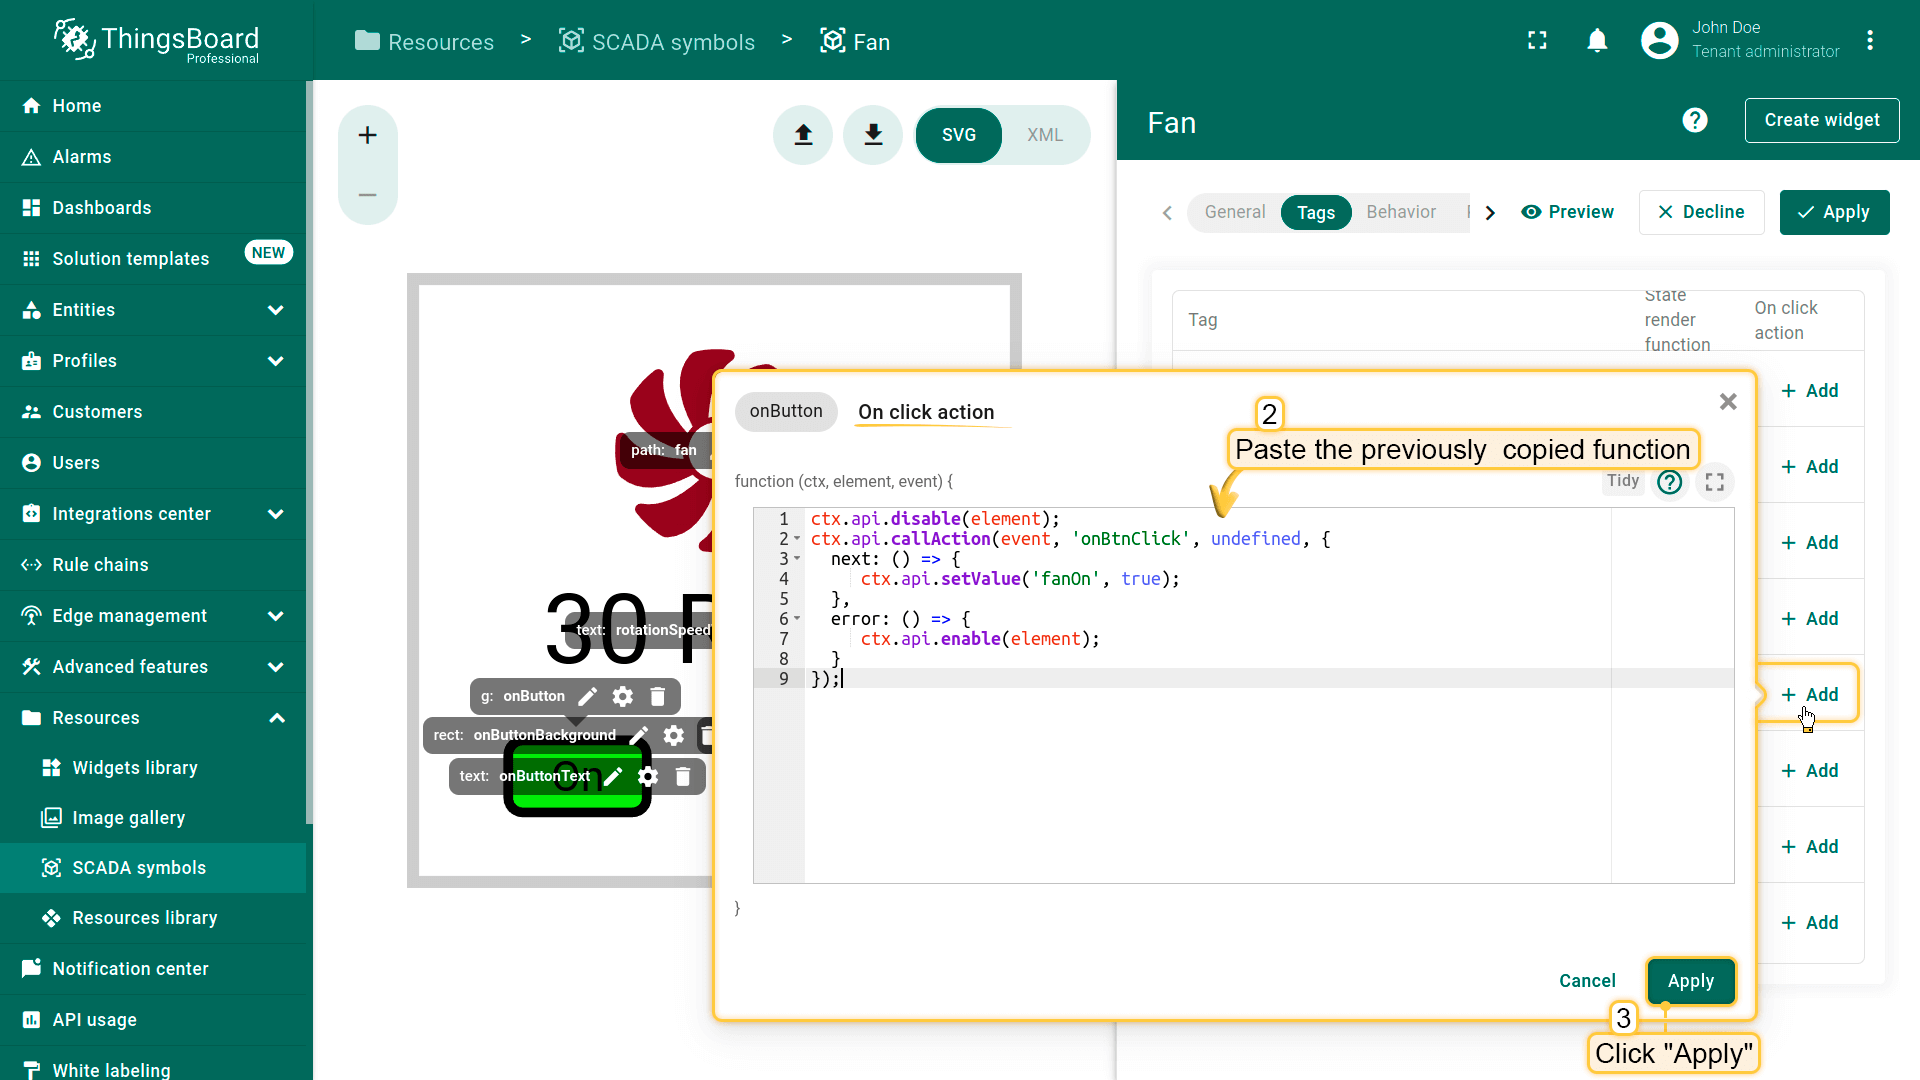 ThingsBoard
Professional
Resources > SCADA symbols > Fan
John Doe
Tenant administrator
Home
Alarms
Dashboards
Solution templates NEW
Entities
Profiles
Customers
Users
Integrations center
Rule chains
Edge management
Advanced features
Resources
Widgets library
Image gallery
SCADA symbols
Resources library
Notification center
API usage
White labeling
+
−
SVG XML
path: fan
30
text: rotationSpeed
g: onButton
rect: onButtonBackground
text: onButtonText
On
Fan
? Create widget
General Tags Behavior
Preview Decline Apply
Tag
State render function
On click action
+ Add
+ Add
+ Add
+ Add
+ Add
+ Add
+ Add
+ Add
onButton On click action
2
Paste the previously copied function
function (ctx, element, event) {
Tidy ?
1 ctx.api.disable(element);
2 ctx.api.callAction(event, 'onBtnClick', undefined, {
3 next: () => {
4 ctx.api.setValue('fanOn', true);
5 },
6 error: () => {
7 ctx.api.enable(element);
8 }
9 });
}
Cancel Apply
3
Click "Apply"